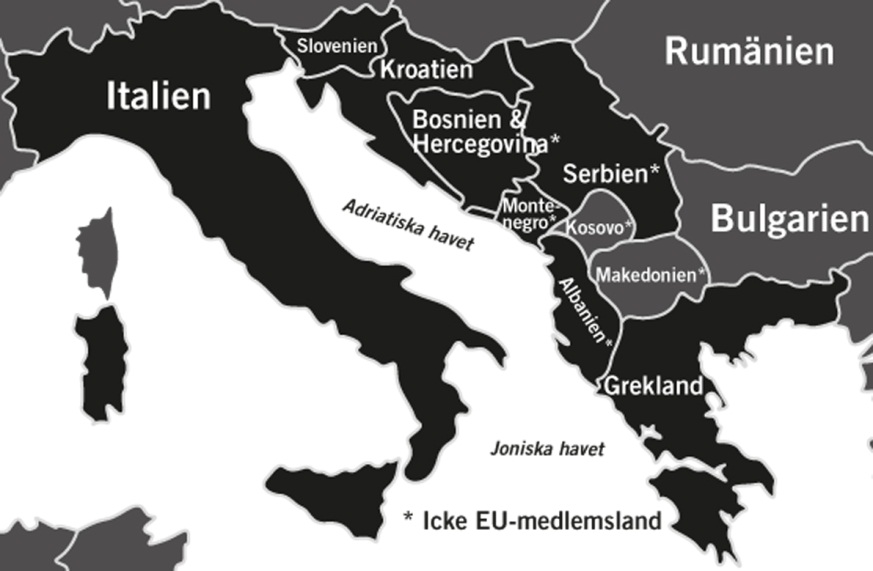 Slovenien
Rumänien
Kroatien
Italien
Bosnien &
Hercegovina*
Serbien*
Monte-
negro*
Kosovo*
Bulgarien
Adriatiska havet
Makedonien*
Albanien*
Grekland
Joniska havet
* Icke EU-medlemsland